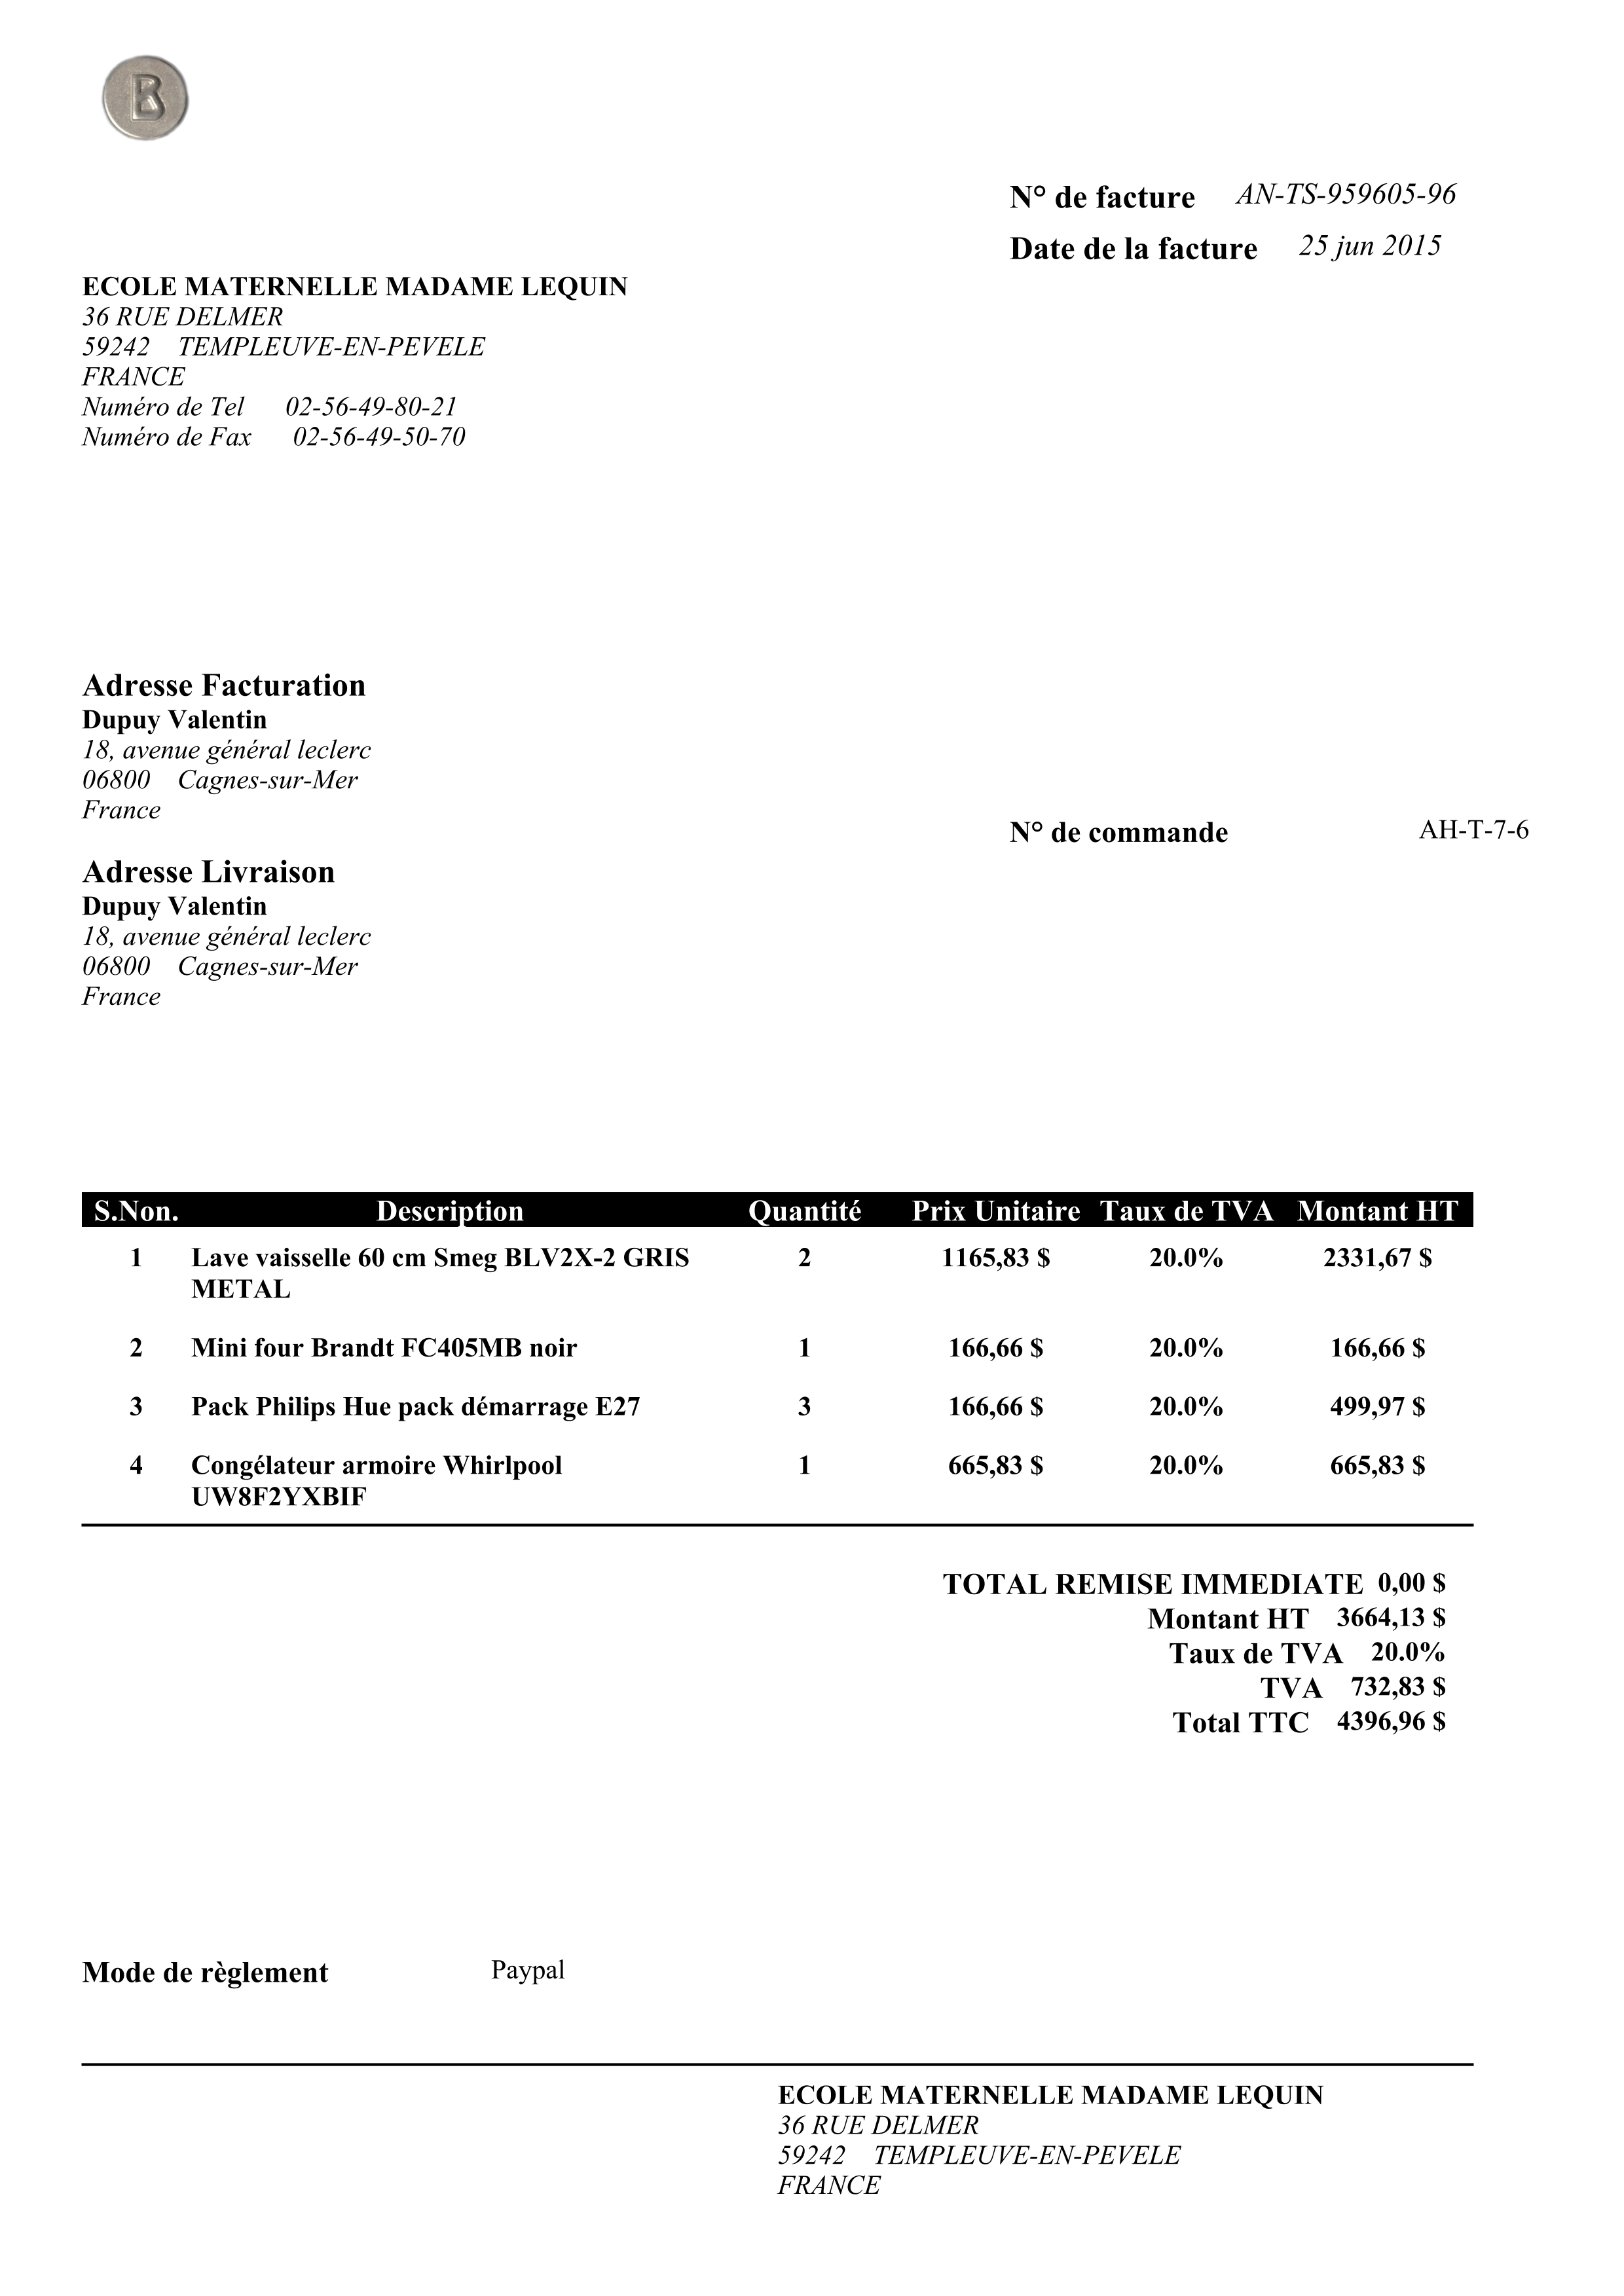 B
N° de facture AN-TS-959605-96
Date de la facture 25 jun 2015
ECOLE MATERNELLE MADAME LEQUIN
36 RUE DELMER
59242 TEMPLEUVE-EN-PEVELE
FRANCE
Numéro de Tel 02-56-49-80-21
Numéro de Fax 02-56-49-50-70
Adresse Facturation
Dupuy Valentin
18, avenue général leclerc
06800 Cagnes-sur-Mer
France
N° de commande AH-T-7-6
Adresse Livraison
Dupuy Valentin
18, avenue général leclerc
06800 Cagnes-sur-Mer
France
S.Non. Description Quantité Prix Unitaire Taux de TVA Montant HT
1 Lave vaisselle 60 cm Smeg BLV2X-2 GRIS 2 1165,83 $ 20.0% 2331,67 $
METAL
2 Mini four Brandt FC405MB noir 1 166,66 $ 20.0% 166,66 $
3 Pack Philips Hue pack démarrage E27 3 166,66 $ 20.0% 499,97 $
4 Congélateur armoire Whirlpool 1 665,83 $ 20.0% 665,83 $
UW8F2YXBIF
TOTAL REMISE IMMEDIATE 0,00 $
Montant HT 3664,13 $
Taux de TVA 20.0%
TVA 732,83 $
Total TTC 4396,96 $
Mode de règlement Paypal
ECOLE MATERNELLE MADAME LEQUIN
36 RUE DELMER
59242 TEMPLEUVE-EN-PEVELE
FRANCE